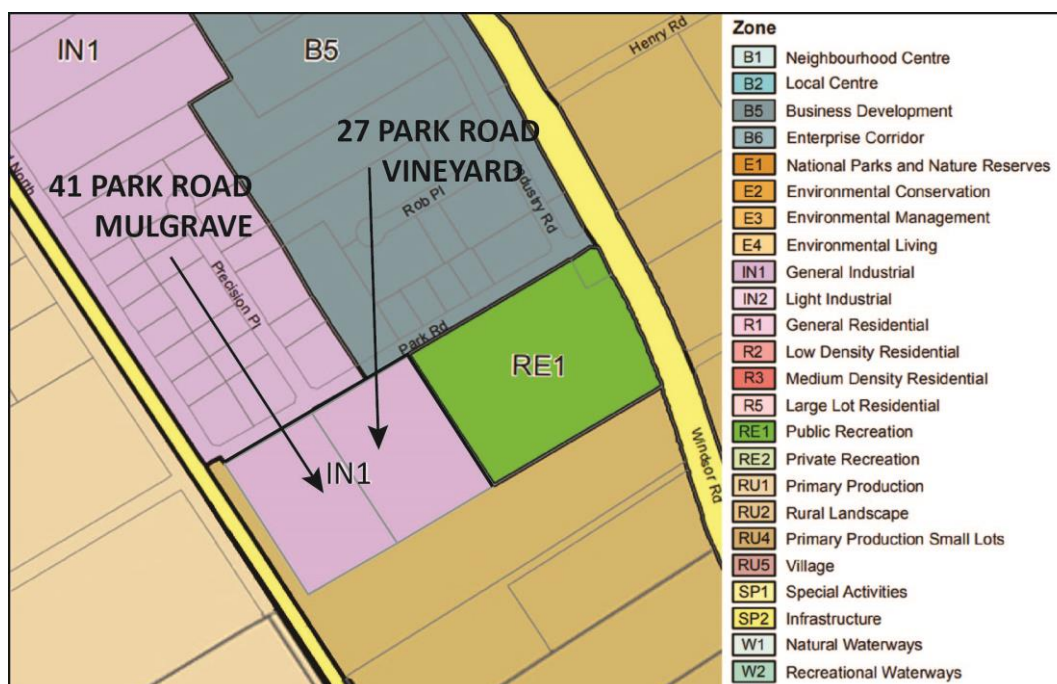 IN1
B5
Henry Rd
27 PARK ROAD
VINEYARD
41 PARK ROAD
MULGRAVE
Rob Pl
Industry Rd
Precision Pl
Park Rd
RE1
IN1
Windsor Rd
Zone
B1 Neighbourhood Centre
B2 Local Centre
B5 Business Development
B6 Enterprise Corridor
E1 National Parks and Nature Reserves
E2 Environmental Conservation
E3 Environmental Management
E4 Environmental Living
IN1 General Industrial
IN2 Light Industrial
R1 General Residential
R2 Low Density Residential
R3 Medium Density Residential
R5 Large Lot Residential
RE1 Public Recreation
RE2 Private Recreation
RU1 Primary Production
RU2 Rural Landscape
RU4 Primary Production Small Lots
RU5 Village
SP1 Special Activities
SP2 Infrastructure
W1 Natural Waterways
W2 Recreational Waterways